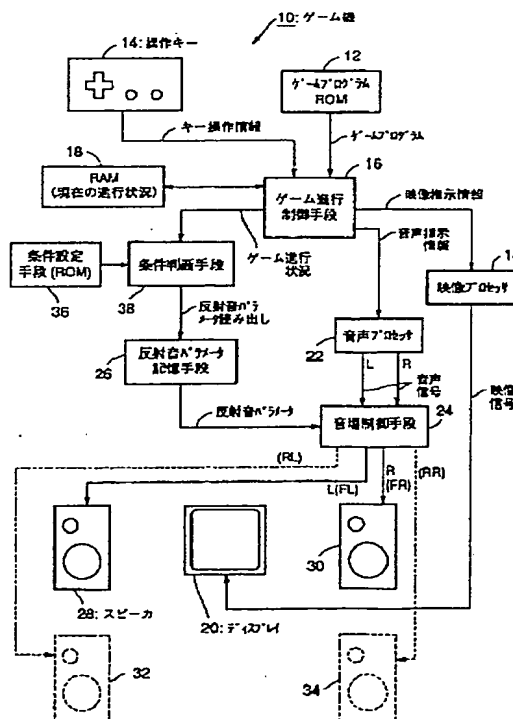 10: ゲーム機
14: 操作キー
12
ゲームプログラム
ROM
キー操作情報
ゲームプログラム
18
RAM
(現在の進行状況)
16
ゲーム進行
制御手段
映像指示情報
音声指示
情報
ゲーム進行
状況
条件設定
手段(ROM)
36
条件判断手段
38
映像プロセッサ
反射音パラ
メータ読み出し
音声プロセッサ
22
L
R
音声
信号
映像
信号
反射音パラメータ
記憶手段
26
反射音パラメータ
音場制御手段
24
(RL)
L(FL)
R
(FR)
(RR)
28: スピーカ
20: ディスプレイ
30
32
34